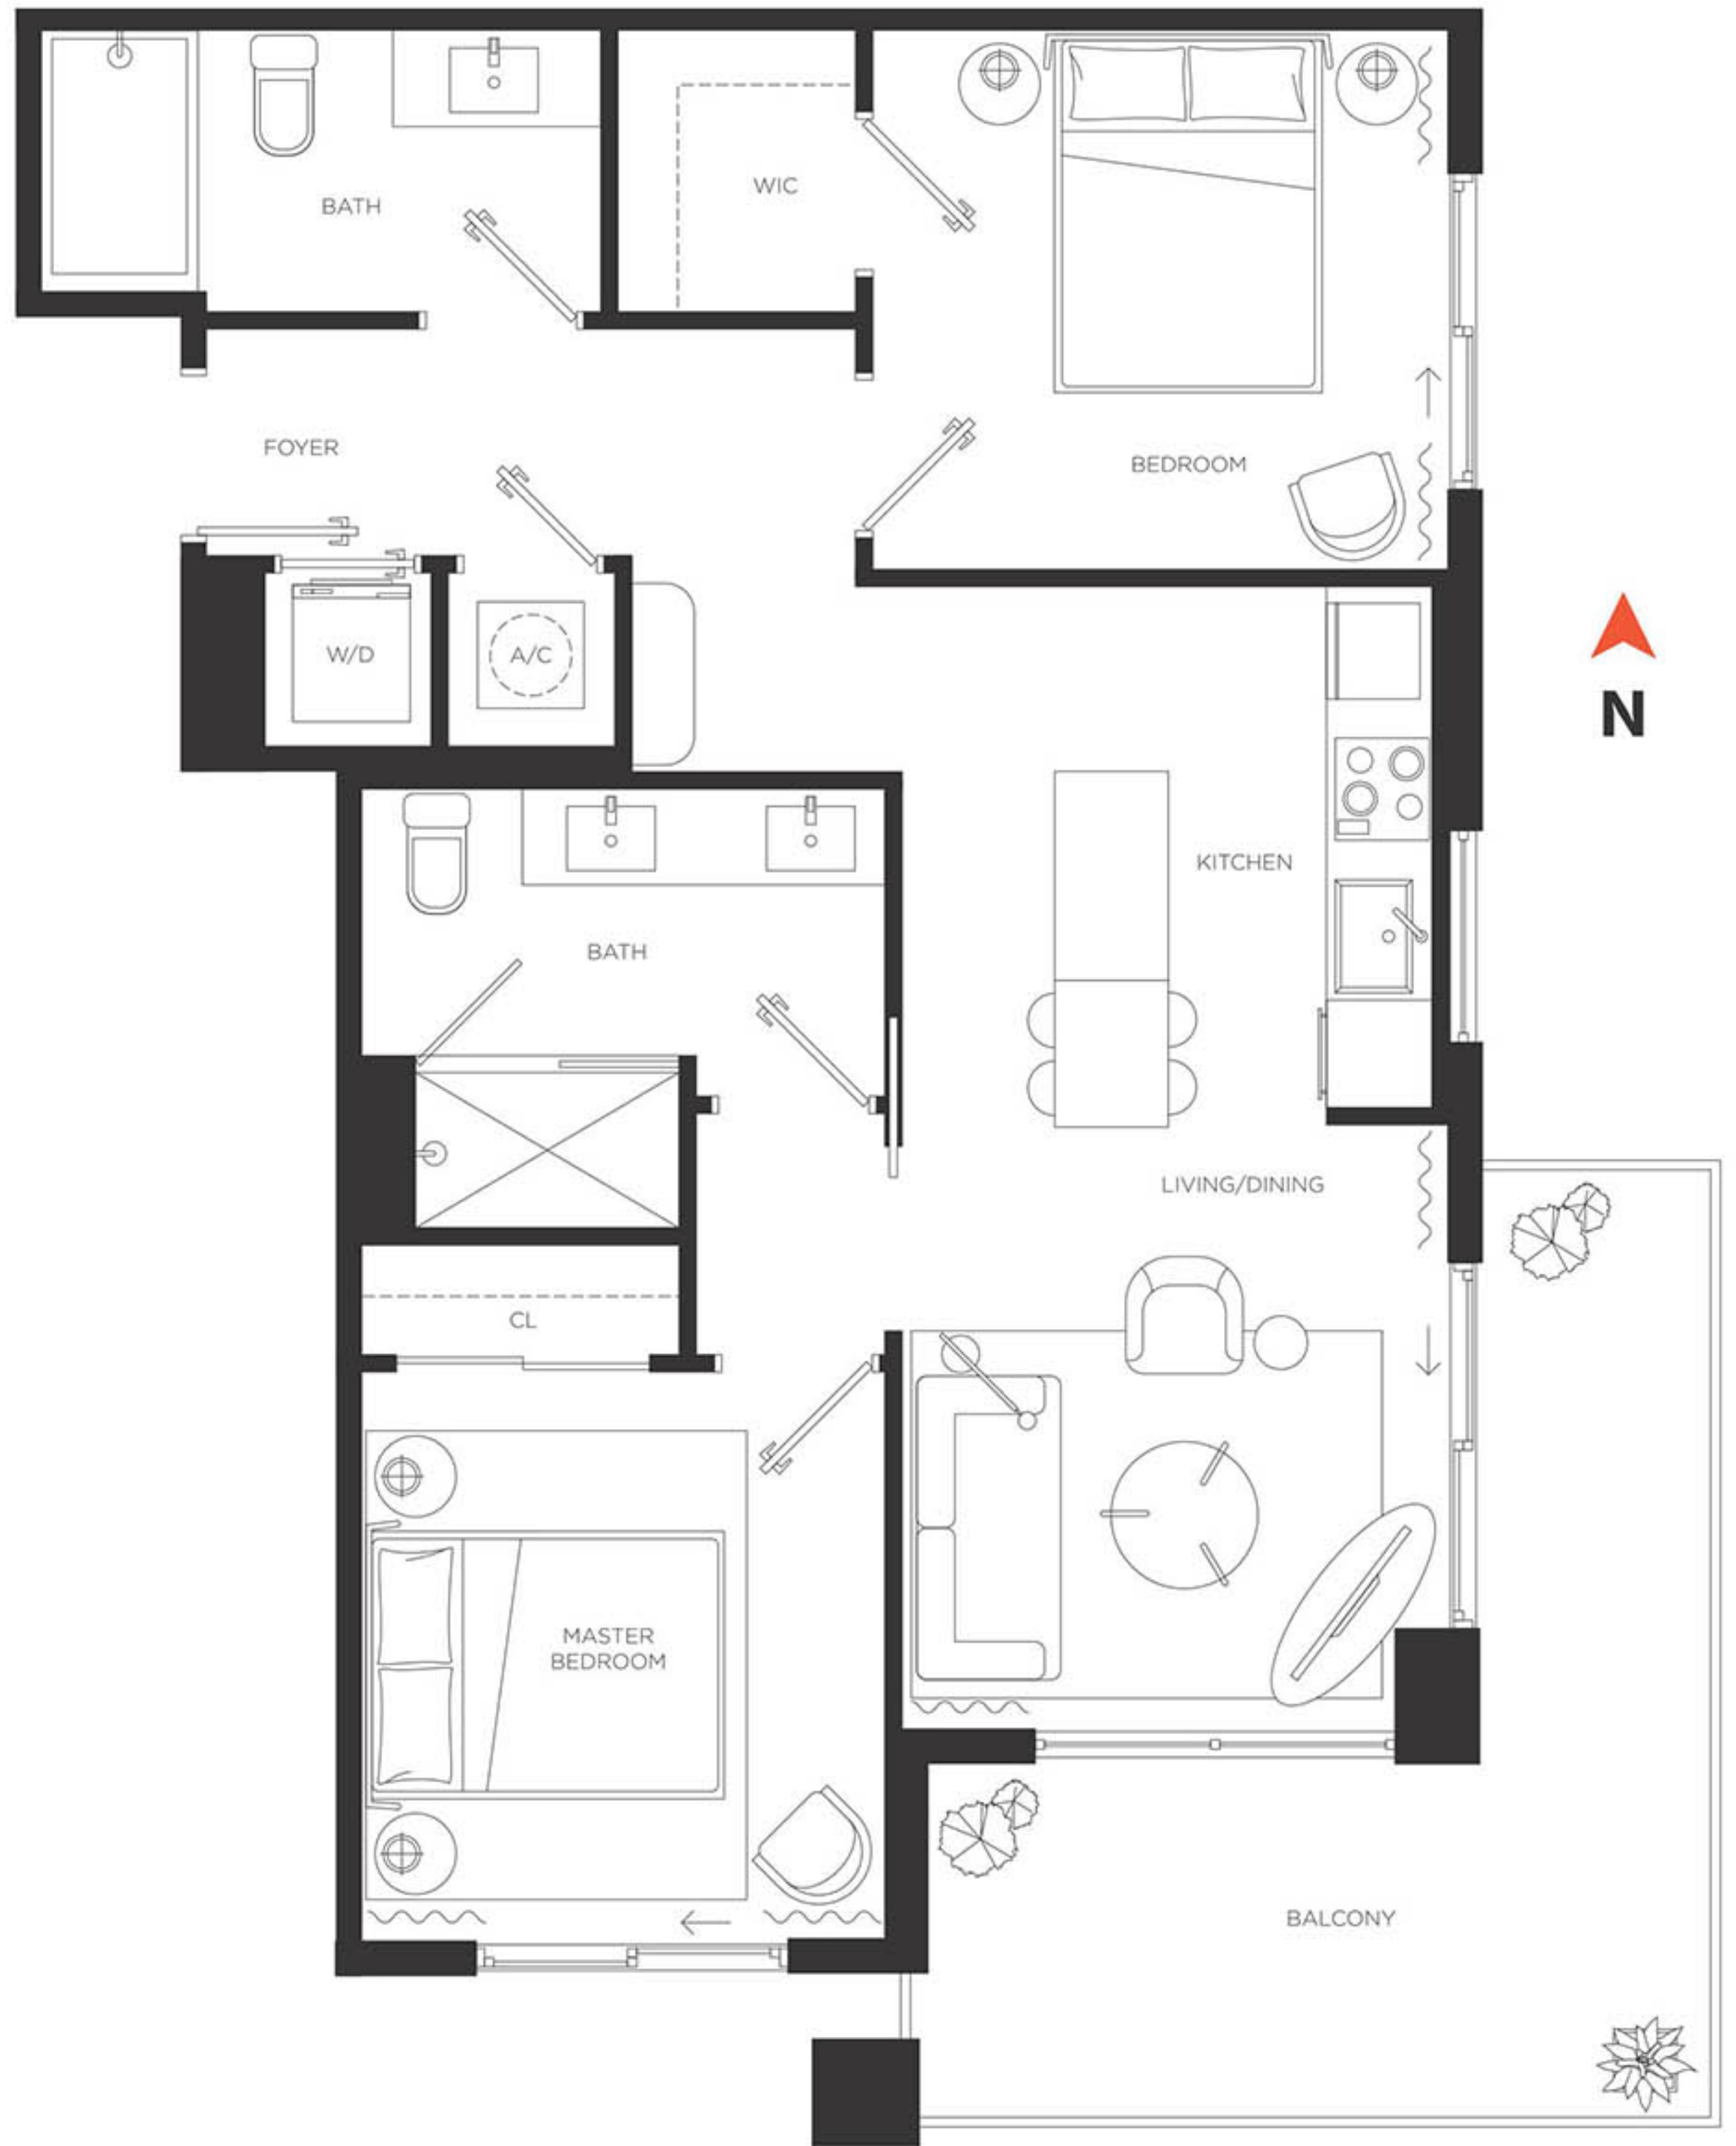 BATH
WIC
FOYER
BEDROOM
W/D
A/C
N
KITCHEN
BATH
LIVING/DINING
CL
MASTER
BEDROOM
BALCONY